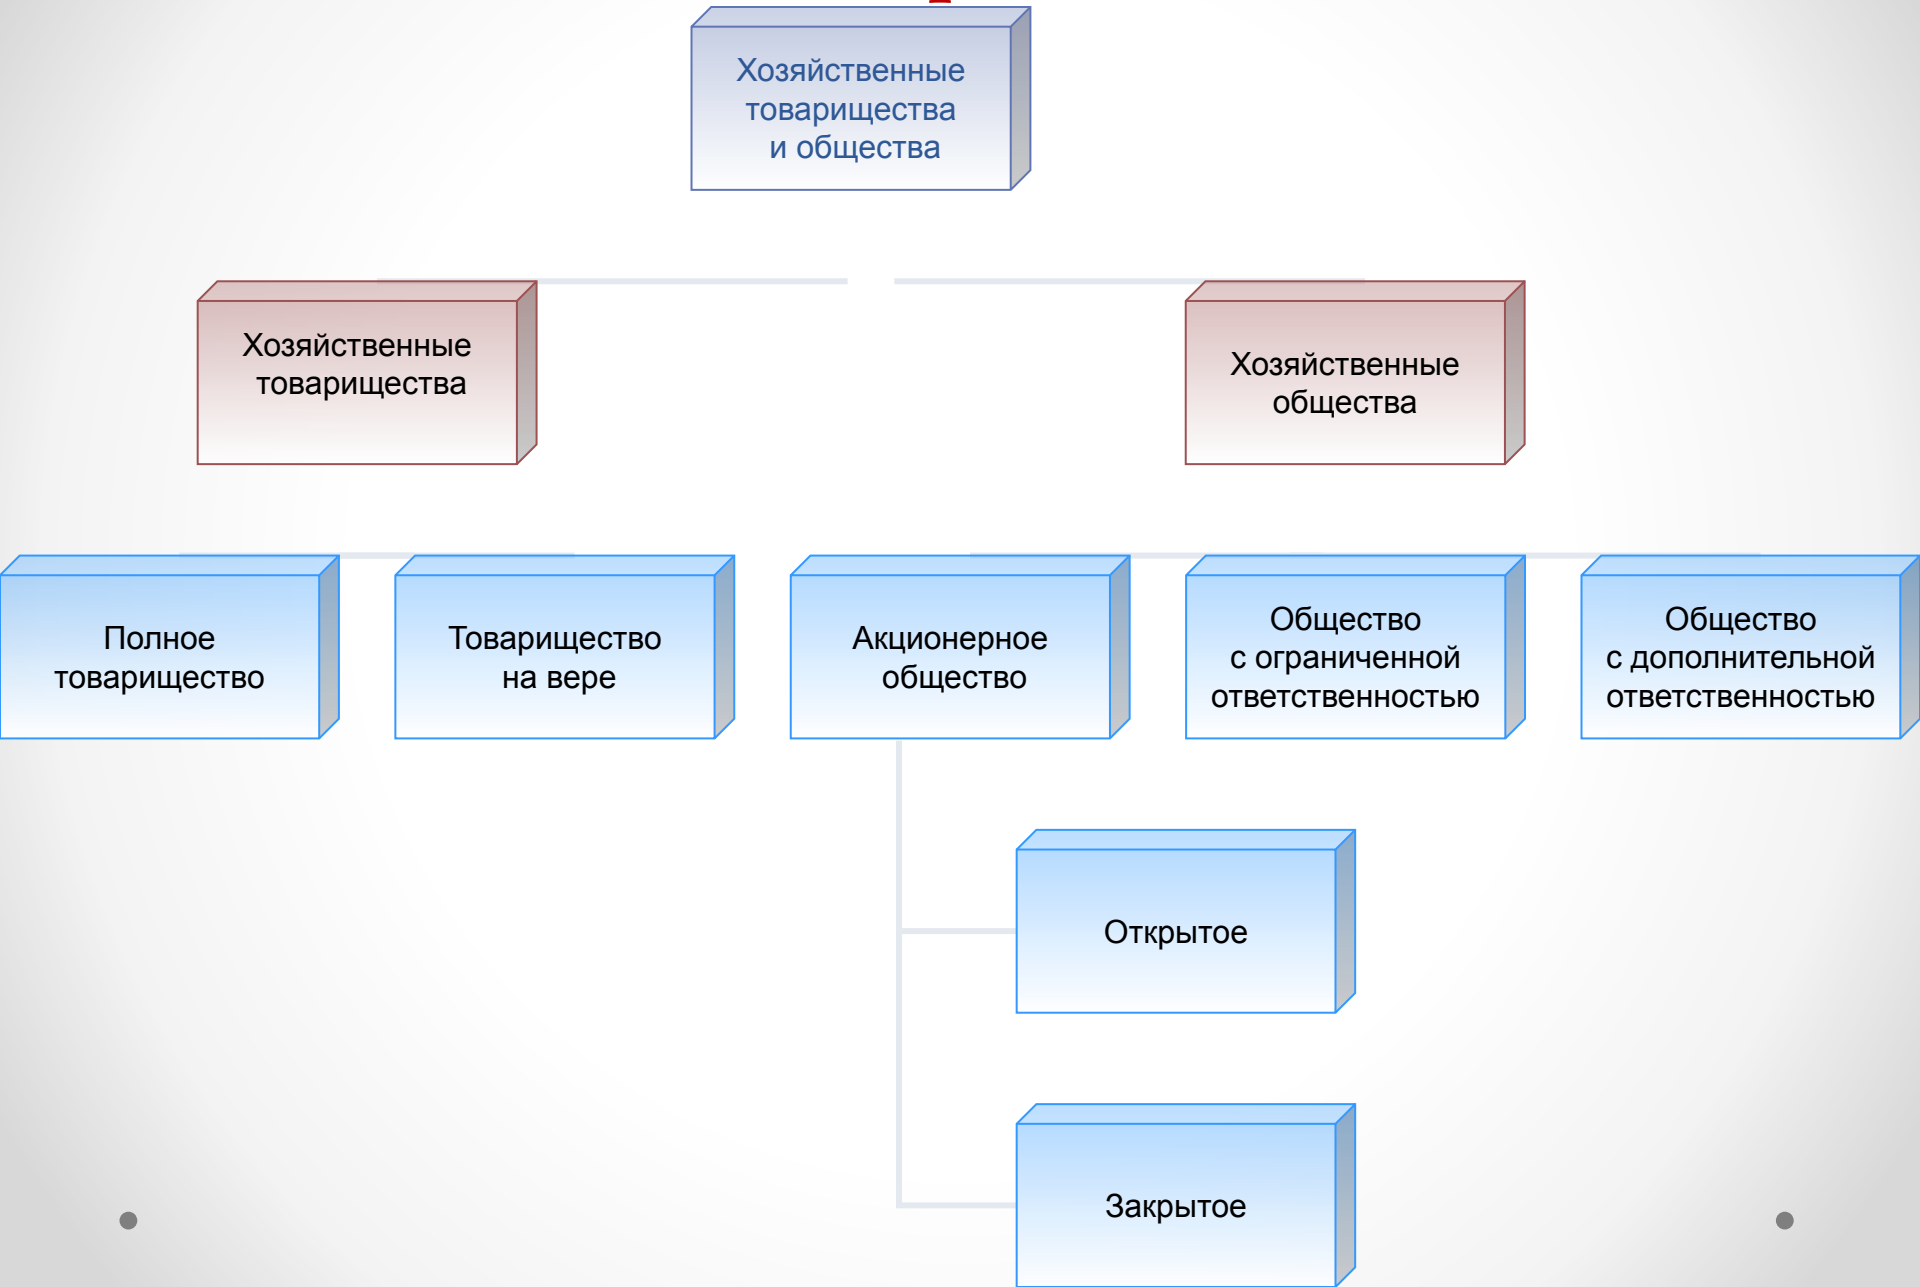 Хозяйственные
товарищества
и общества
Хозяйственные
товарищества
Хозяйственные
общества
Полное
товарищество
Товарищество
на вере
Акционерное
общество
Общество
с ограниченной
ответственностью
Общество
с дополнительной
ответственностью
Открытое
Закрытое